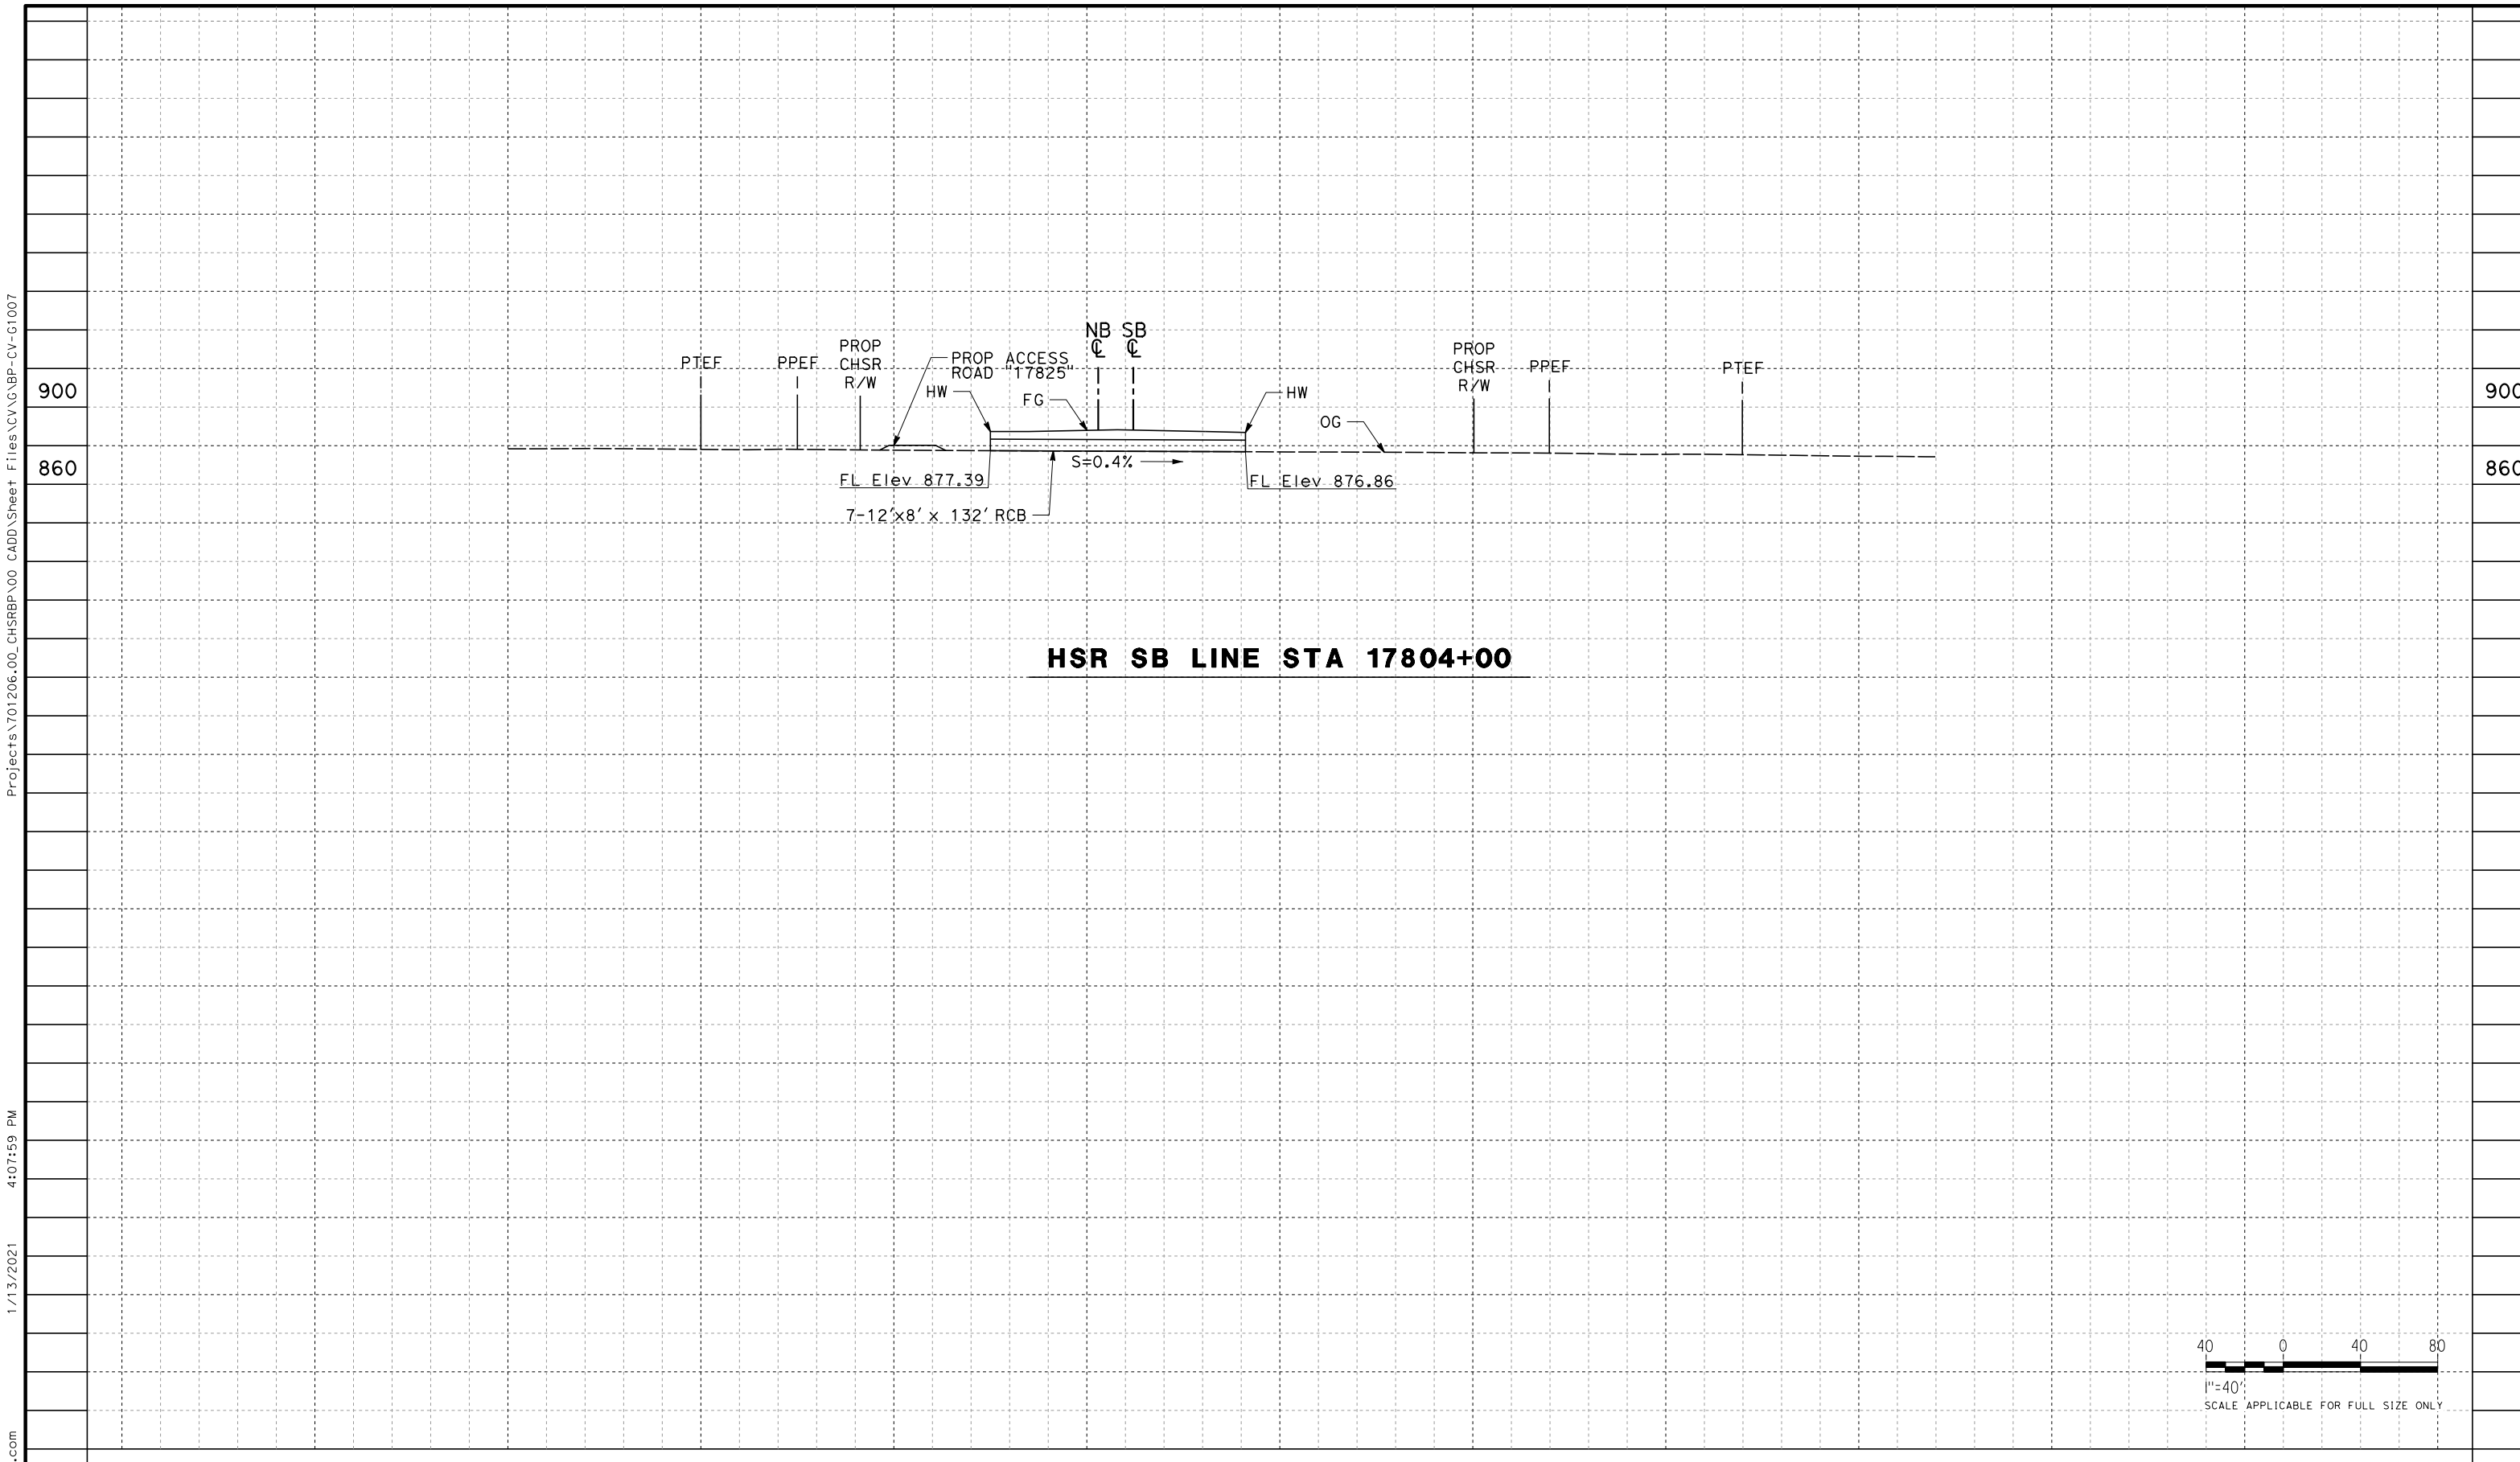 NB SB
℄ ℄
PROP
CHSR
R/W
PTEF
PPEF
PROP ACCESS
ROAD "17825"
HW
FG
HW
OG
PROP
CHSR
R/W
PPEF
PTEF
900
900
860
860
S=0.4%
FL Elev 877.39
FL Elev 876.86
7-12'x8' x 132' RCB
HSR SB LINE STA 17804+00
40 0 40 80
1"=40'
SCALE APPLICABLE FOR FULL SIZE ONLY
Projects\701206.00_CHSRBP\00 CADD\Sheet Files\CV\G\BP-CV-G1007
4:07:59 PM
1/13/2021
.com